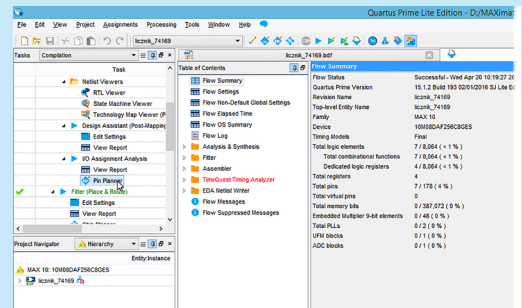 Quartus Prime Lite Edition - D:/MAXimat
File Edit View Project Assignments Processing Tools Window Help
licznik_74169
Tasks Compilation
Task
Netlist Viewers
RTL Viewer
State Machine Viewer
Technology Map Viewer (P
Design Assistant (Post-Mapping
Edit Settings
View Report
I/O Assignment Analysis
View Report
Pin Planner
Fitter (Place & Route)
Edit Settings
View Report
Project Navigator Hierarchy
Entity:Instance
MAX 10: 10M08DAF256C8GES
licznik_74169
licznik_74169.bdf
Table of Contents
Flow Summary
Flow Settings
Flow Non-Default Global Settings
Flow Elapsed Time
Flow OS Summary
Flow Log
Analysis & Synthesis
Fitter
Assembler
TimeQuest Timing Analyzer
EDA Netlist Writer
Flow Messages
Flow Suppressed Messages
Flow Summary
Flow Status Successful - Wed Apr 20 10:19:27 20
Quartus Prime Version 15.1.2 Build 193 02/01/2016 SJ Lite Ed
Revision Name licznik_74169
Top-level Entity Name licznik_74169
Family MAX 10
Device 10M08DAF256C8GES
Timing Models Final
Total logic elements 7 / 8,064 ( < 1 % )
Total combinational functions 7 / 8,064 ( < 1 % )
Dedicated logic registers 4 / 8,064 ( < 1 % )
Total registers 4
Total pins 7 / 178 ( 4 % )
Total virtual pins 0
Total memory bits 0 / 387,072 ( 0 % )
Embedded Multiplier 9-bit elements 0 / 48 ( 0 % )
Total PLLs 0 / 2 ( 0 % )
UFM blocks 0 / 1 ( 0 % )
ADC blocks 0 / 1 ( 0 % )